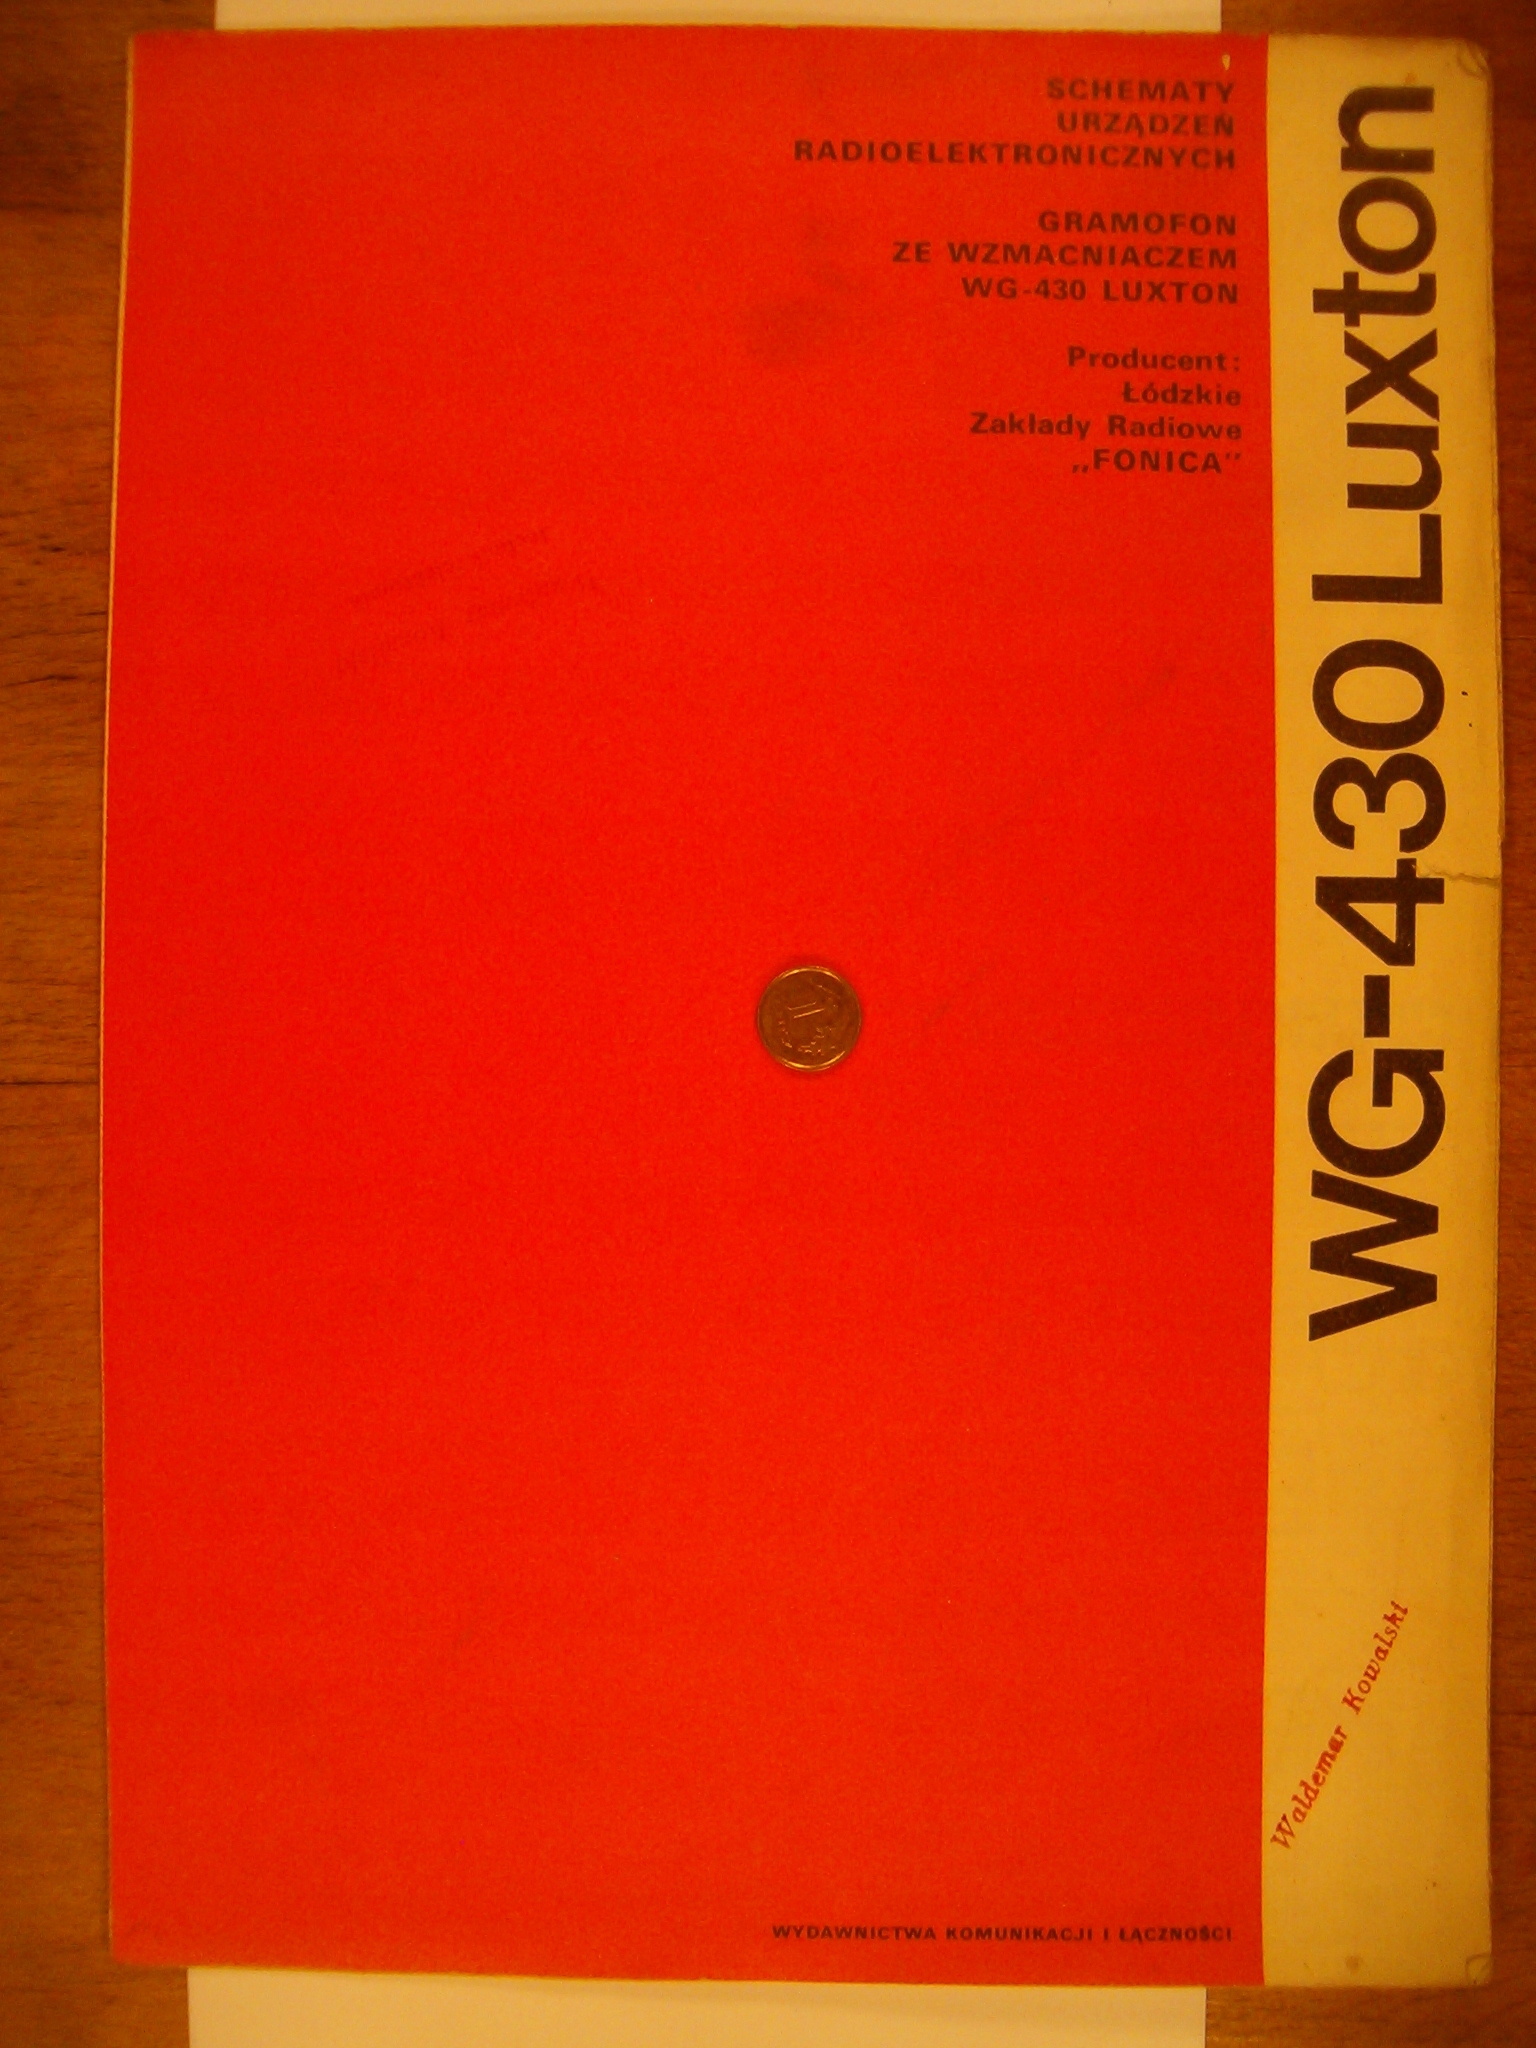 SCHEMATY
URZĄDZEŃ
RADIOELEKTRONICZNYCH
GRAMOFON
ZE WZMACNIACZEM
WG-430 LUXTON
Producent:
Łódzkie
Zakłady Radiowe
„FONICA”
WG-430 Luxton
Waldemar Kowalski
WYDAWNICTWA KOMUNIKACJI I ŁĄCZNOŚCI
1